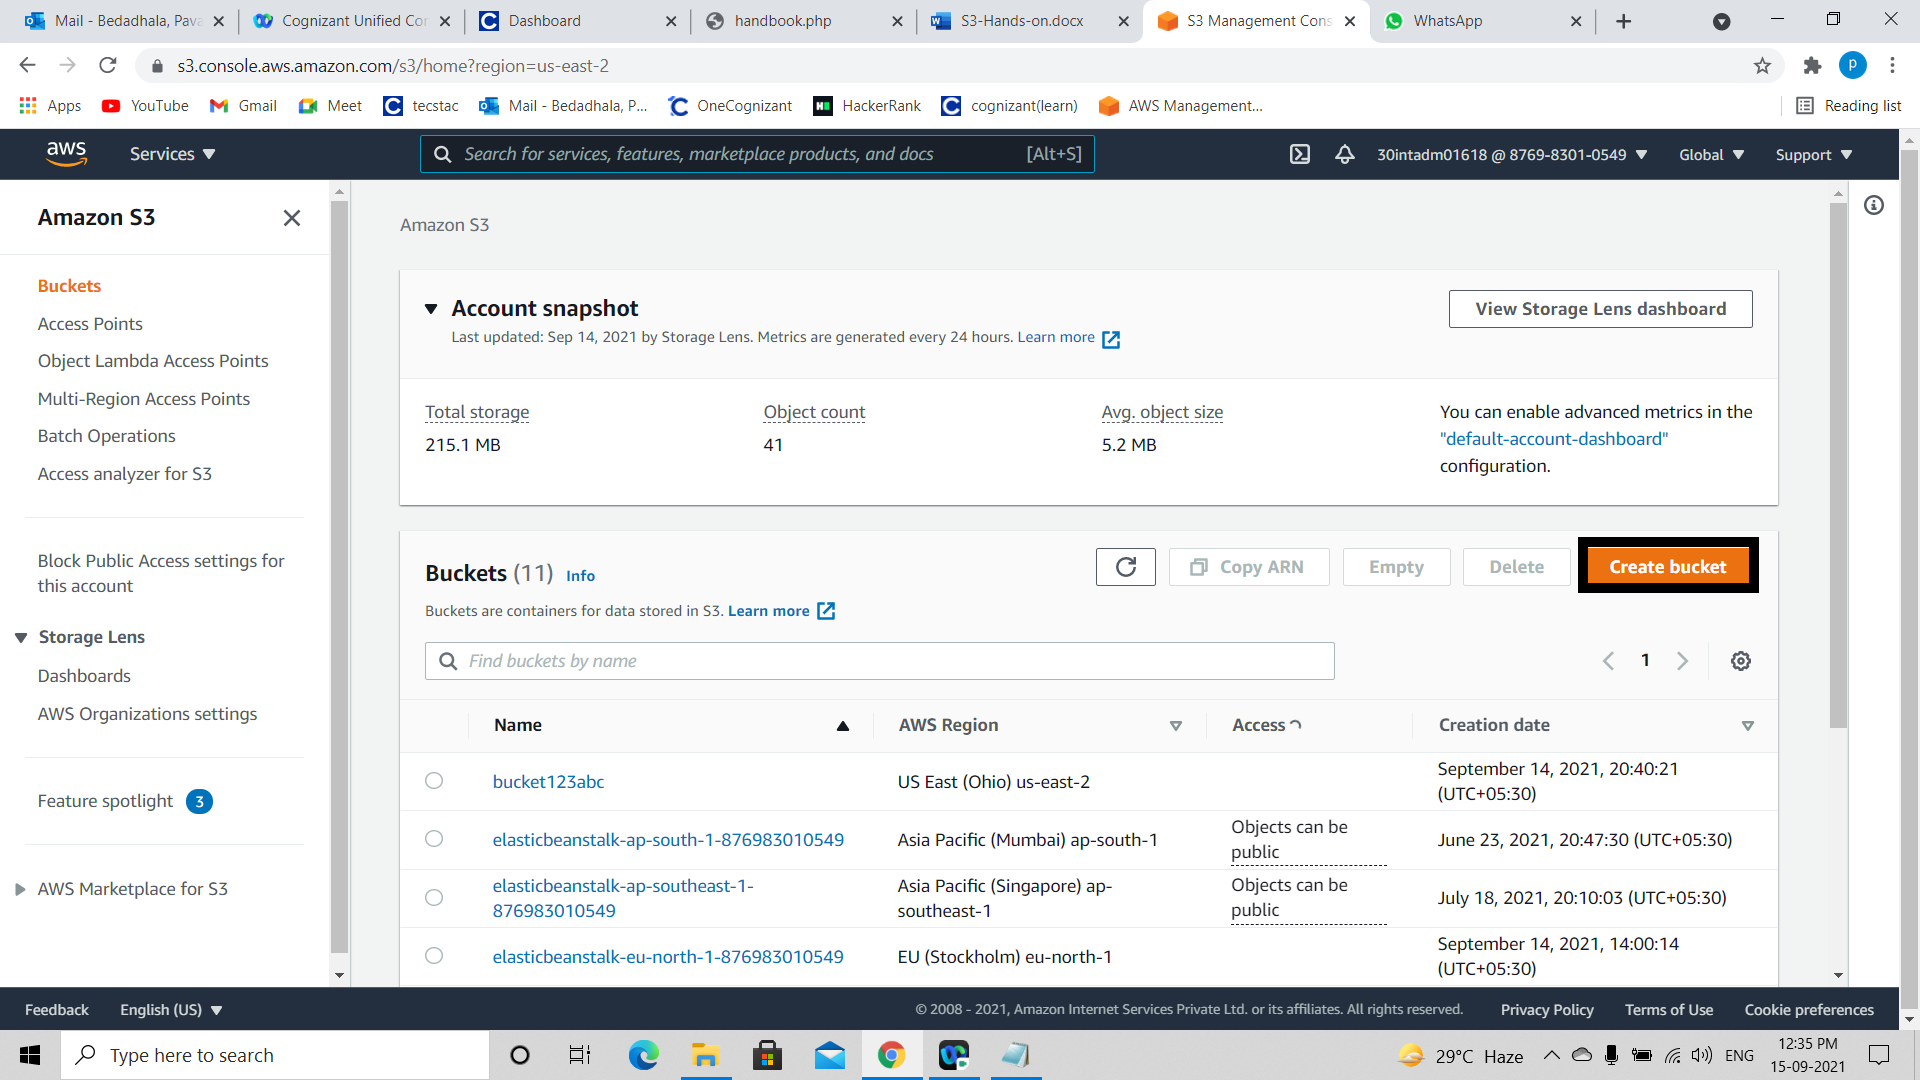 Mail - Bedadhala, Pava
Cognizant Unified Co
Dashboard
handbook.php
S3-Hands-on.docx
S3 Management Cons
WhatsApp
s3.console.aws.amazon.com/s3/home?region=us-east-2
P
Apps
YouTube
Gmail
Meet
tecstac
Mail - Bedadhala, P...
OneCognizant
HackerRank
cognizant(learn)
AWS Management...
Reading list
aws
Services
Search for services, features, marketplace products, and docs
[Alt+S]
30intadm01618 @ 8769-8301-0549
Global
Support
Amazon S3
Buckets
Access Points
Object Lambda Access Points
Multi-Region Access Points
Batch Operations
Access analyzer for S3
Block Public Access settings for
this account
Storage Lens
Dashboards
AWS Organizations settings
Feature spotlight 3
AWS Marketplace for S3
Amazon S3
Account snapshot
Last updated: Sep 14, 2021 by Storage Lens. Metrics are generated every 24 hours. Learn more
View Storage Lens dashboard
Total storage
215.1 MB
Object count
41
Avg. object size
5.2 MB
You can enable advanced metrics in the
"default-account-dashboard"
configuration.
Buckets (11) Info
Buckets are containers for data stored in S3. Learn more
Copy ARN
Empty
Delete
Create bucket
Find buckets by name
1
Name
AWS Region
Access
Creation date
bucket123abc
US East (Ohio) us-east-2
September 14, 2021, 20:40:21
(UTC+05:30)
elasticbeanstalk-ap-south-1-876983010549
Asia Pacific (Mumbai) ap-south-1
Objects can be
public
June 23, 2021, 20:47:30 (UTC+05:30)
elasticbeanstalk-ap-southeast-1-
876983010549
Asia Pacific (Singapore) ap-
southeast-1
Objects can be
public
July 18, 2021, 20:10:03 (UTC+05:30)
elasticbeanstalk-eu-north-1-876983010549
EU (Stockholm) eu-north-1
September 14, 2021, 14:00:14
(UTC+05:30)
Feedback
English (US)
© 2008 - 2021, Amazon Internet Services Private Ltd. or its affiliates. All rights reserved.
Privacy Policy
Terms of Use
Cookie preferences
Type here to search
29°C Haze
ENG
12:35 PM
15-09-2021